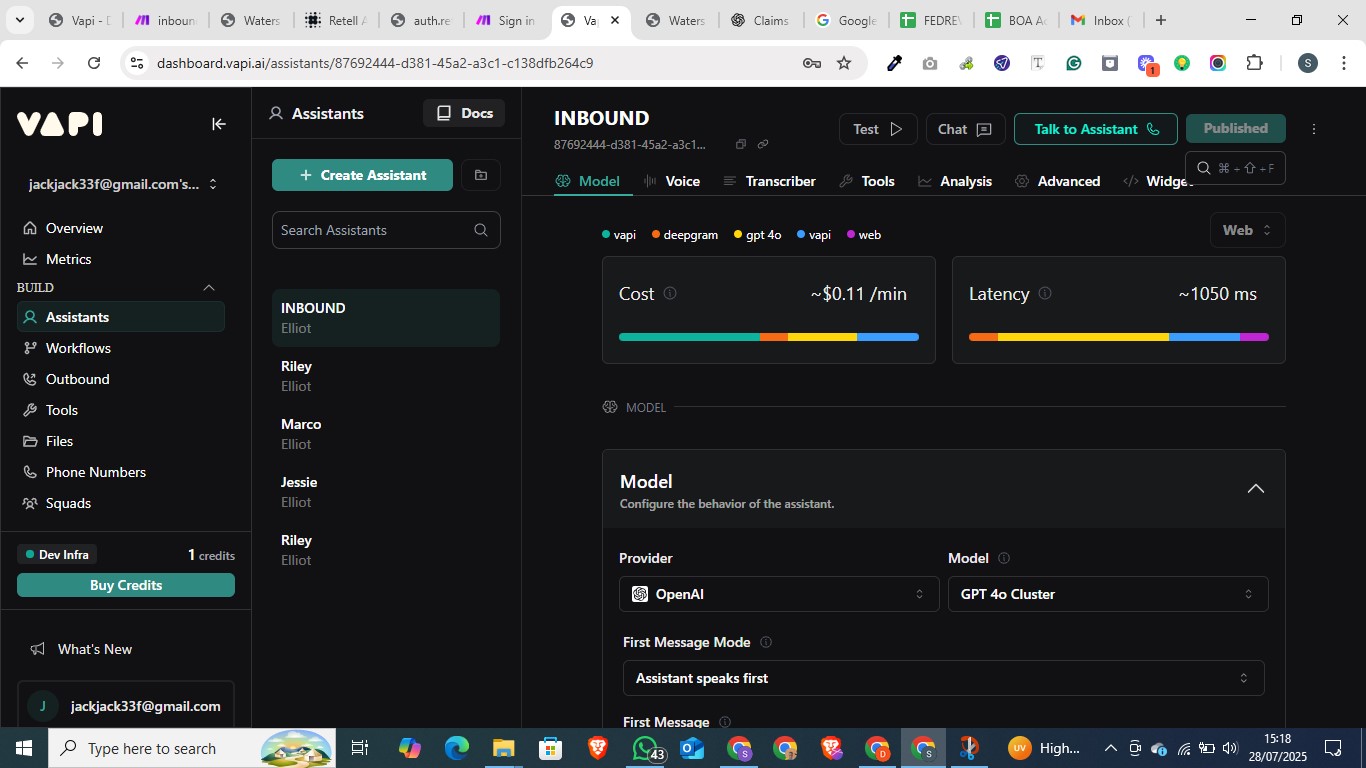 Vapi - D
inboun
Waters
Retell A
auth.re
Sign in
Vap
Waters
Claims
Google
FEDREV
BOA Ac
Inbox (
dashboard.vapi.ai/assistants/87692444-d381-45a2-a3c1-c138dfb264c9
S
1
VAPI
jackjack33f@gmail.com's...
Overview
Metrics
BUILD
Assistants
Workflows
Outbound
Tools
Files
Phone Numbers
Squads
Dev Infra
1 credits
Buy Credits
What's New
J
jackjack33f@gmail.com
Assistants
Docs
Create Assistant
Search Assistants
INBOUND
Elliot
Riley
Elliot
Marco
Elliot
Jessie
Elliot
Riley
Elliot
INBOUND
87692444-d381-45a2-a3c1...
Test
Chat
Talk to Assistant
Published
⌘ + ⇧ + F
Model
Voice
Transcriber
Tools
Analysis
Advanced
Widget
vapi
deepgram
gpt 4o
vapi
web
Web
Cost
~$0.11 /min
Latency
~1050 ms
MODEL
Model
Configure the behavior of the assistant.
Provider
Model
OpenAI
GPT 4o Cluster
First Message Mode
Assistant speaks first
First Message
Type here to search
43
S
D
S
UV
High...
15:18
28/07/2025